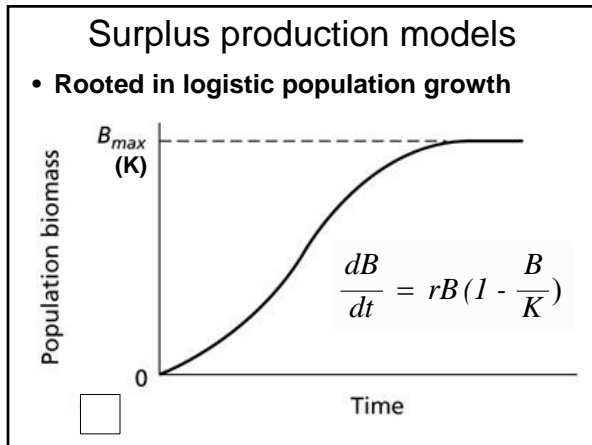 Surplus production models
• Rooted in logistic population growth
B_max
(K)
Population biomass
dB/dt = rB(1 - B/K)
0
Time